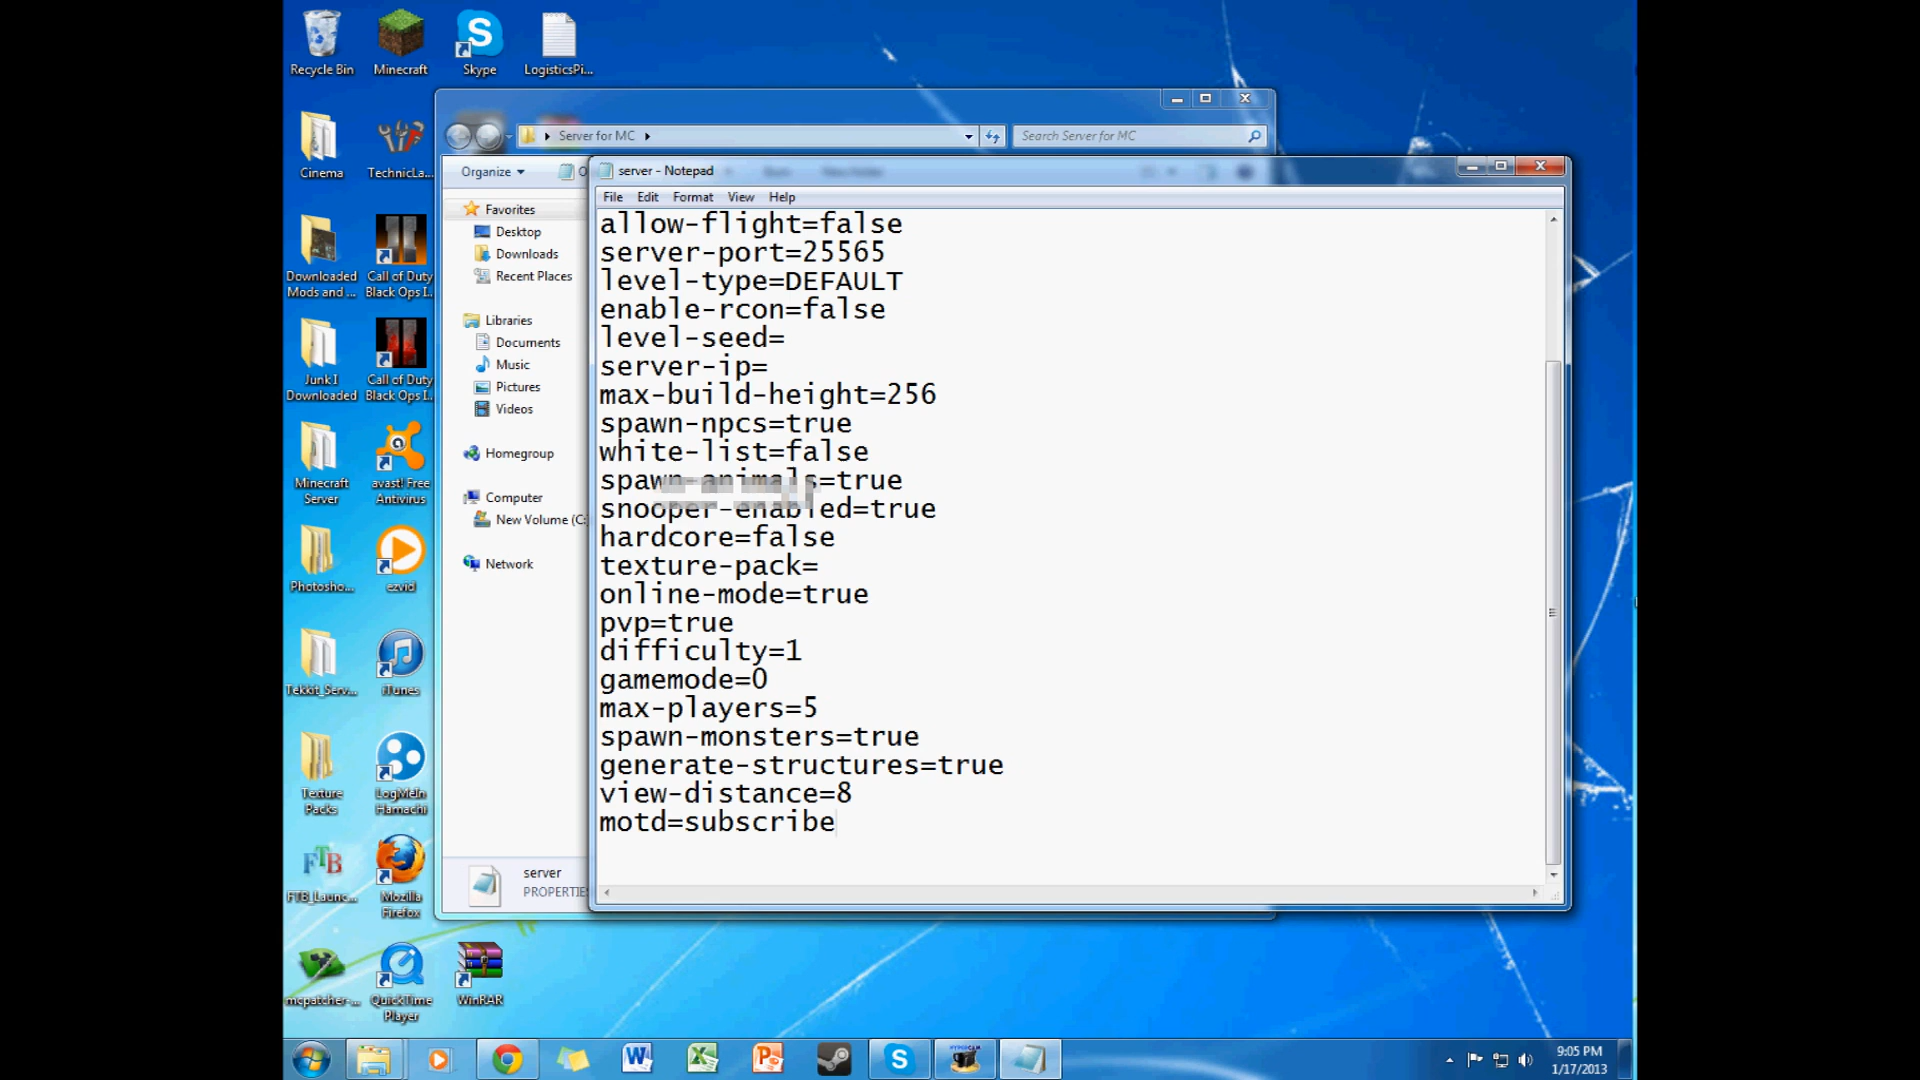 Recycle Bin
Minecraft
Skype
LogisticsPi...
Cinema
TechnicLa...
Downloaded
Mods and ...
Call of Duty
Black Ops I..
Junk I
Downloaded
Call of Duty
Black Ops I..
Minecraft
Server
avast! Free
Antivirus
Photosho...
ezvid
Tekkit_Serv...
iTunes
Texture
Packs
LogMeIn
Hamachi
FTB
FTB_Launc...
Mozilla
Firefox
mcpatcher-...
QuickTime
Player
WinRAR
Server for MC
Search Server for MC
Organize
Favorites
Desktop
Downloads
Recent Places
Libraries
Documents
Music
Pictures
Videos
Homegroup
Computer
New Volume (C:
Network
server
PROPERTIE
server - Notepad
File Edit Format View Help
allow-flight=false
server-port=25565
level-type=DEFAULT
enable-rcon=false
level-seed=
server-ip=
max-build-height=256
spawn-npcs=true
white-list=false
spawn-animals=true
snooper-enabled=true
hardcore=false
texture-pack=
online-mode=true
pvp=true
difficulty=1
gamemode=0
max-players=5
spawn-monsters=true
generate-structures=true
view-distance=8
motd=subscribe
9:05 PM
1/17/2013